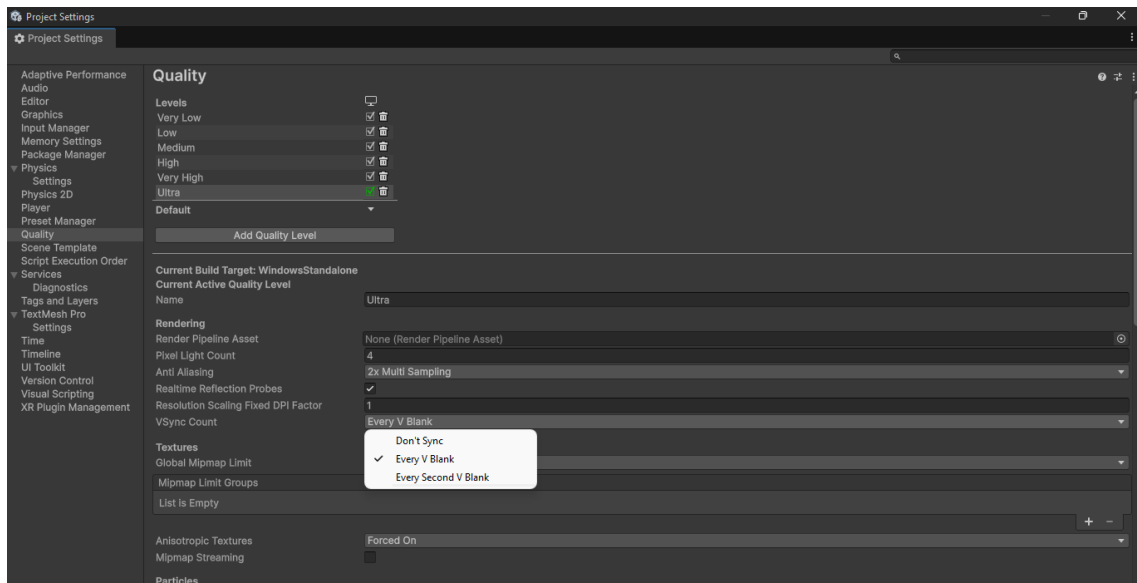 Project Settings
Project Settings
Adaptive Performance
Audio
Editor
Graphics
Input Manager
Memory Settings
Package Manager
Physics
Settings
Physics 2D
Player
Preset Manager
Quality
Scene Template
Script Execution Order
Services
Diagnostics
Tags and Layers
TextMesh Pro
Settings
Time
Timeline
UI Toolkit
Version Control
Visual Scripting
XR Plugin Management
Quality
Levels
Very Low
Low
Medium
High
Very High
Ultra
Default
Add Quality Level
Current Build Target: WindowsStandalone
Current Active Quality Level
Name Ultra
Rendering
Render Pipeline Asset None (Render Pipeline Asset)
Pixel Light Count 4
Anti Aliasing 2x Multi Sampling
Realtime Reflection Probes
Resolution Scaling Fixed DPI Factor 1
VSync Count Every V Blank
Don't Sync
Every V Blank
Every Second V Blank
Textures
Global Mipmap Limit
Mipmap Limit Groups
List is Empty
Anisotropic Textures Forced On
Mipmap Streaming
Particles